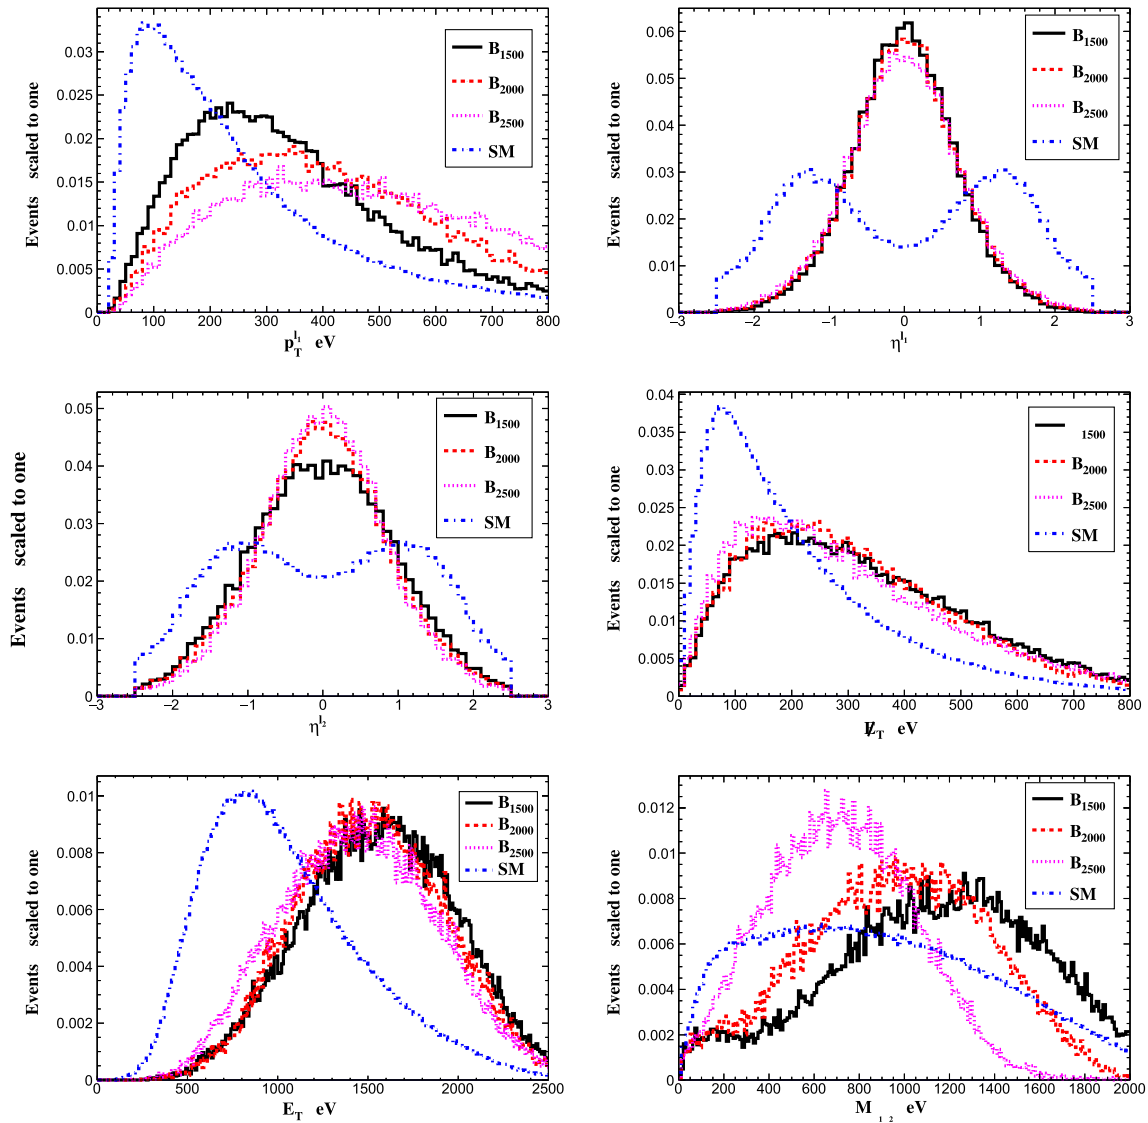 Events scaled to one
0.03
0.025
0.02
0.015
0.01
0.005
0
0 100 200 300 400 500 600 700 800
p_T^{l_1} eV
B1500
B2000
B2500
SM
Events scaled to one
0.06
0.05
0.04
0.03
0.02
0.01
0
−3 −2 −1 0 1 2 3
η^{l_1}
B1500
B2000
B2500
SM
Events scaled to one
0.05
0.04
0.03
0.02
0.01
0
−3 −2 −1 0 1 2 3
η^{l_2}
B1500
B2000
B2500
SM
Events scaled to one
0.04
0.035
0.03
0.025
0.02
0.015
0.01
0.005
0
0 100 200 300 400 500 600 700 800
E̸_T eV
1500
B2000
B2500
SM
Events scaled to one
0.01
0.008
0.006
0.004
0.002
0
0 500 1000 1500 2000 2500
E_T eV
B1500
B2000
B2500
SM
Events scaled to one
0.012
0.01
0.008
0.006
0.004
0.002
0
0 200 400 600 800 1000 1200 1400 1600 1800 2000
M_{1 2} eV
B1500
B2000
B2500
SM